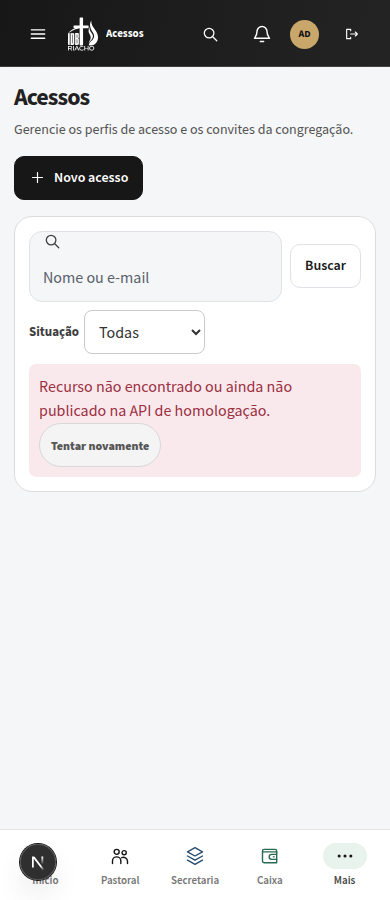 IDB
RIACHO
Acessos
AD
Acessos
Gerencie os perfis de acesso e os convites da congregação.
Novo acesso
Nome ou e-mail
Buscar
Situação
Todas
Recurso não encontrado ou ainda não
publicado na API de homologação.
Tentar novamente
N
Início
Pastoral
Secretaria
Caixa
Mais